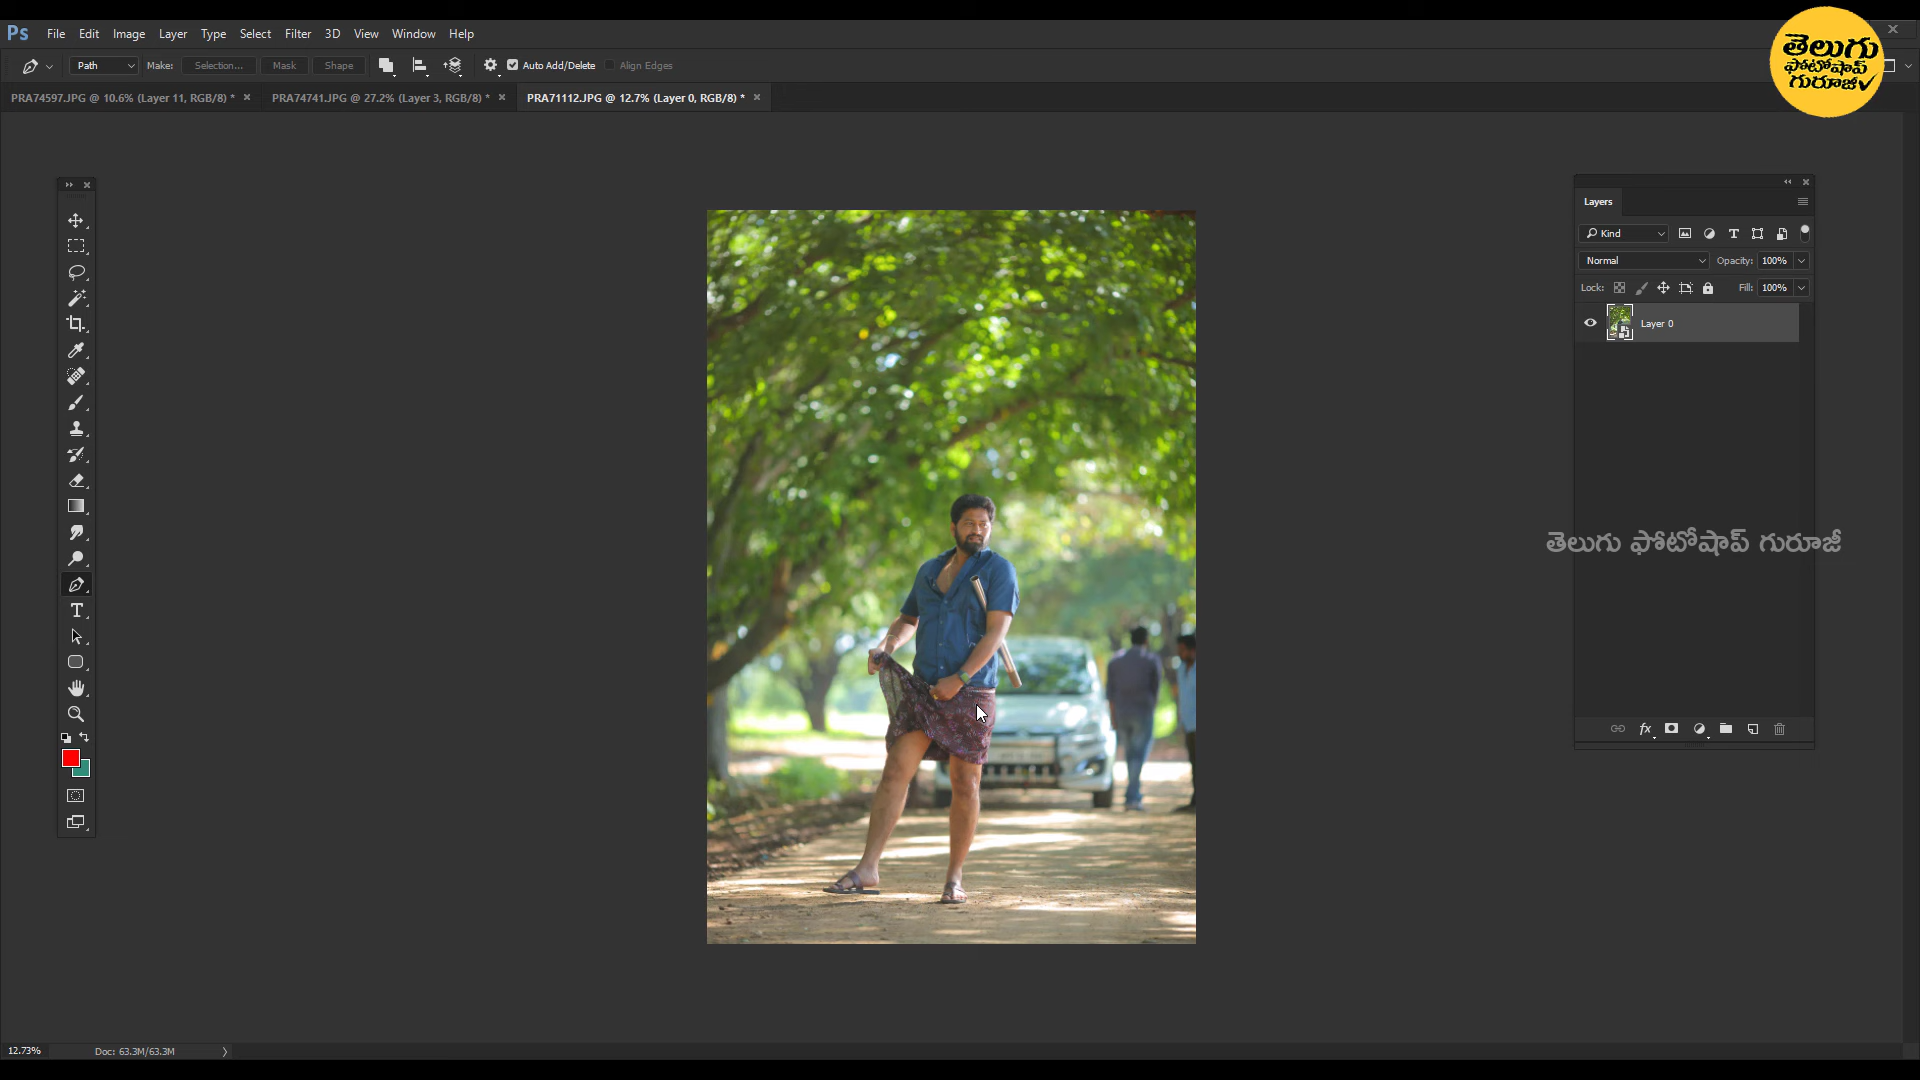 Ps File Edit Image Layer Type Select Filter 3D View Window Help
Path Make: Selection... Mask Shape Auto Add/Delete Align Edges
తెలుగు
ఫోటోషాప్
గురూజీ
PRA74597.JPG @ 10.6% (Layer 11, RGB/8) * PRA74741.JPG @ 27.2% (Layer 3, RGB/8) * PRA71112.JPG @ 12.7% (Layer 0, RGB/8) *
Layers
Kind
Normal Opacity: 100%
Lock: Fill: 100%
Layer 0
తెలుగు ఫోటోషాప్ గురూజీ
fx
12.73% Doc: 63.3M/63.3M